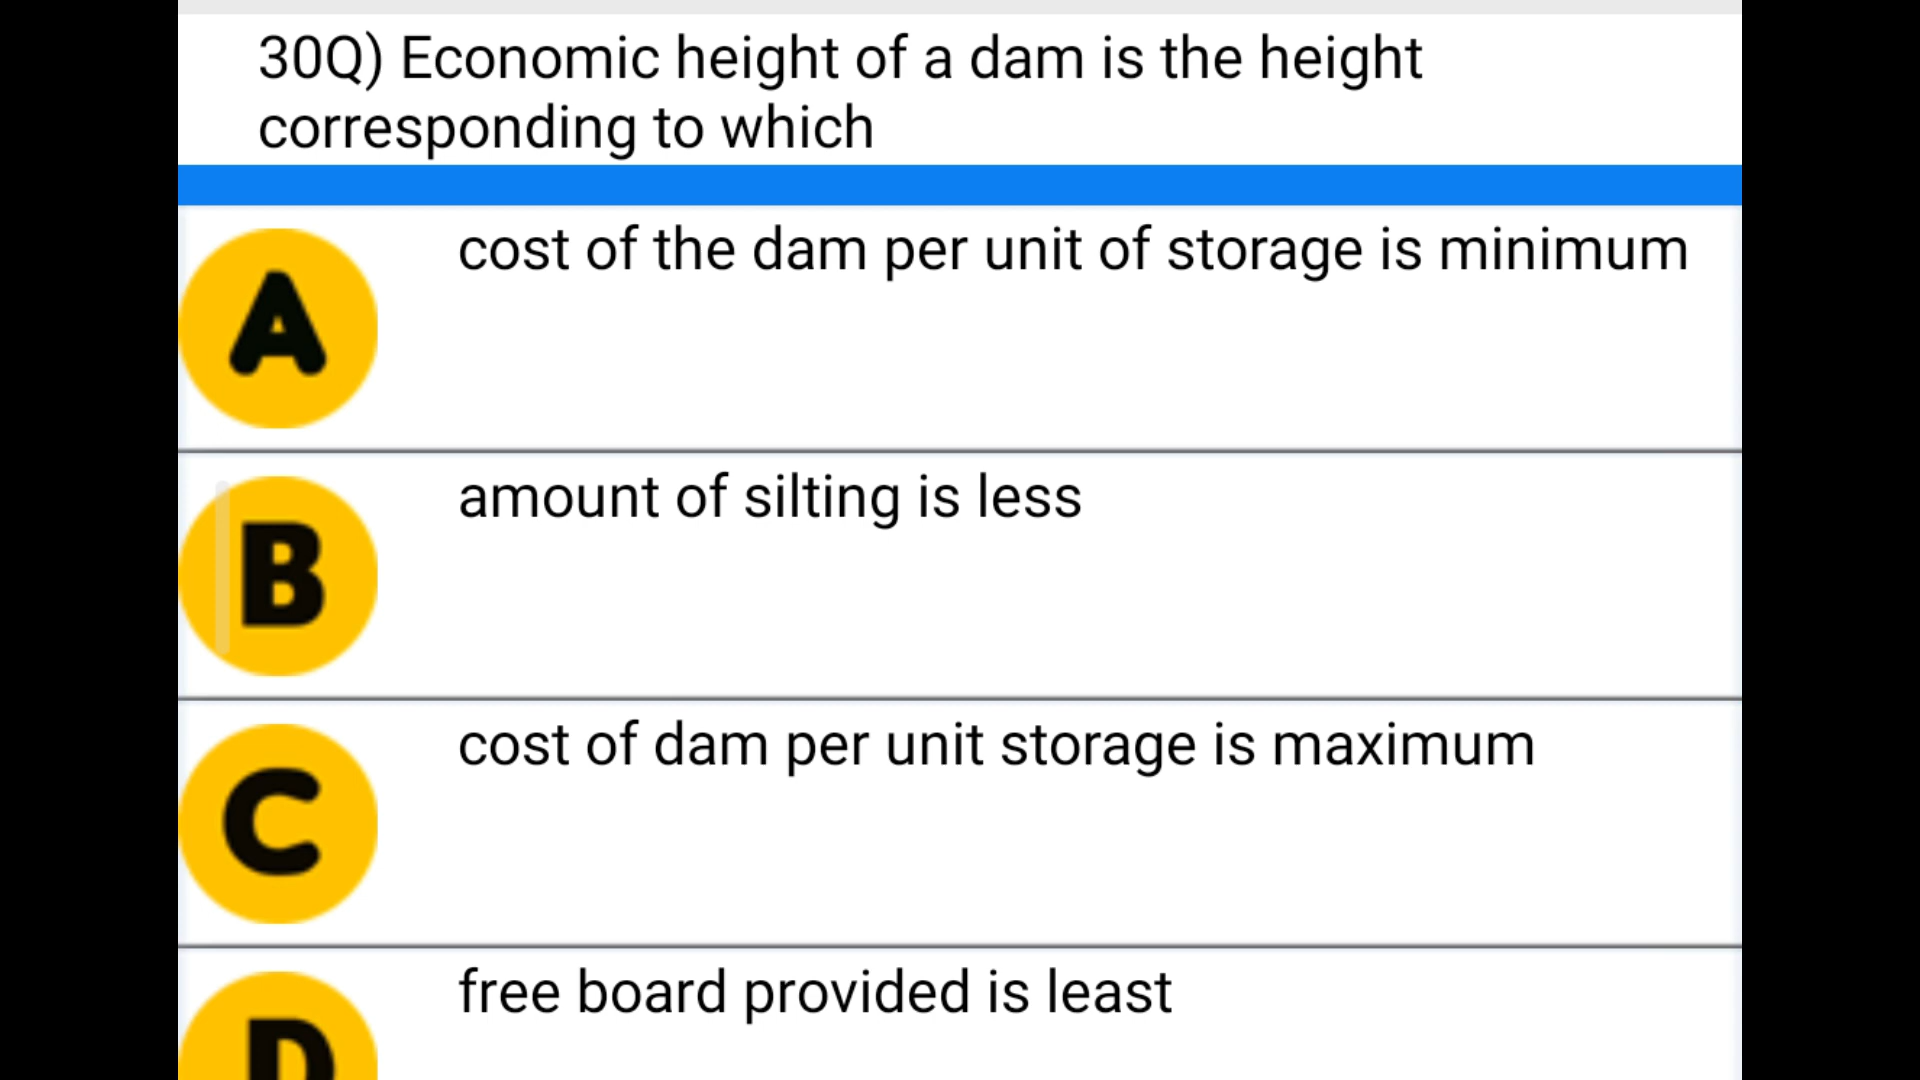 30Q) Economic height of a dam is the height
corresponding to which
A
cost of the dam per unit of storage is minimum
B
amount of silting is less
C
cost of dam per unit storage is maximum
D
free board provided is least